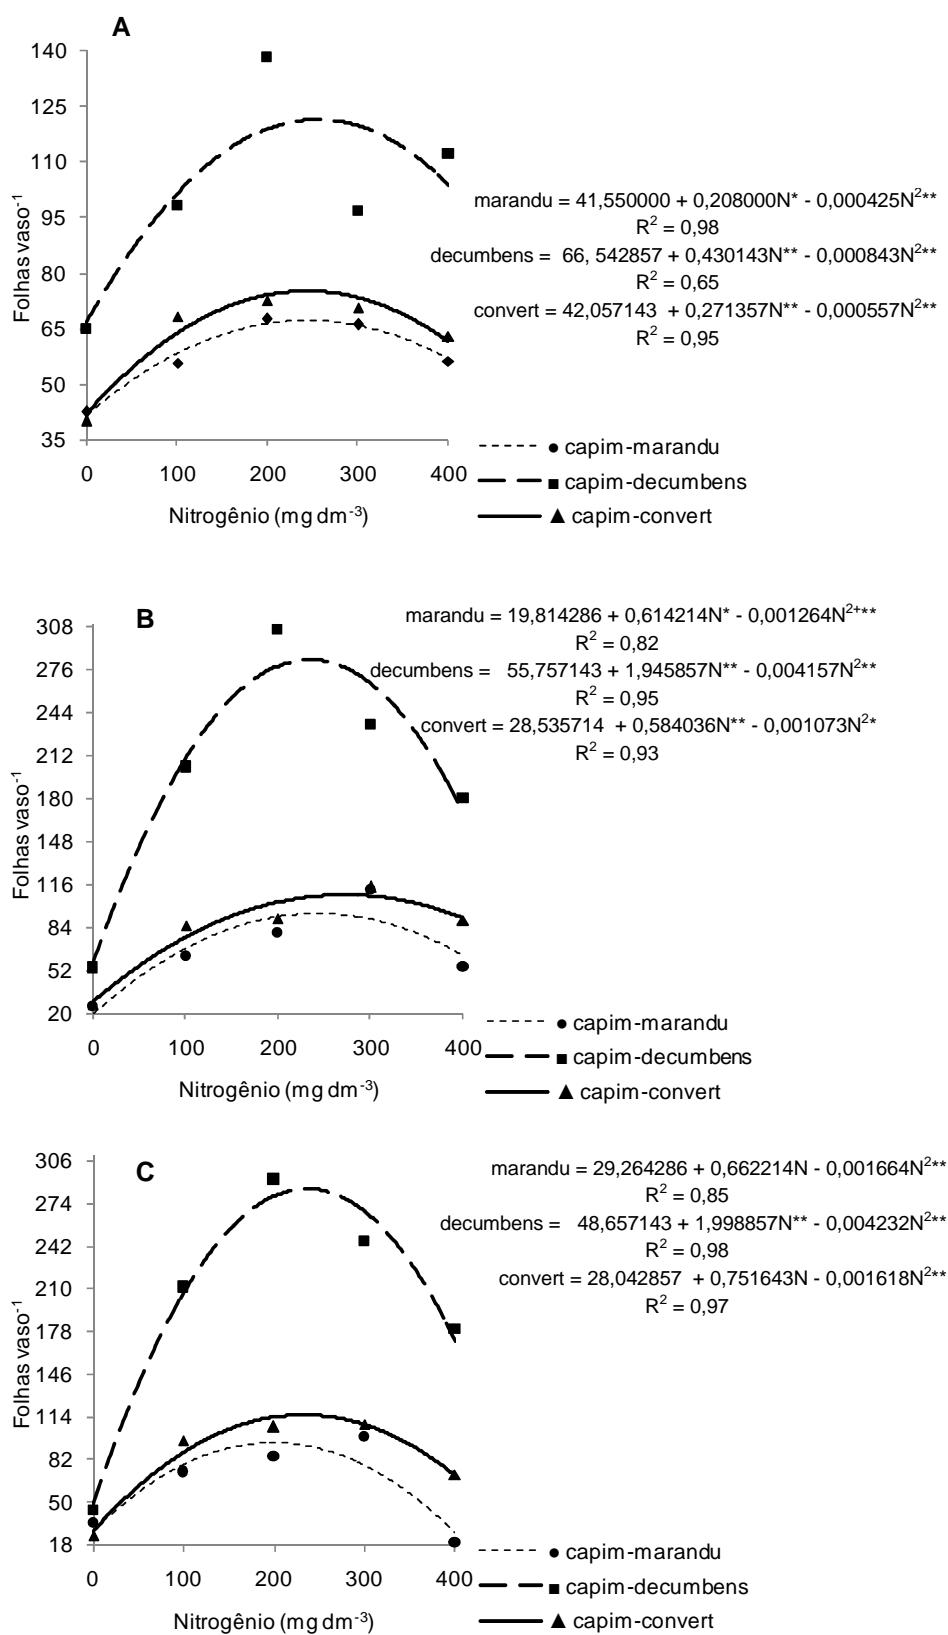 A
140
125
110
95
80
65
50
35
Folhas vaso⁻¹
0 100 200 300 400
Nitrogênio (mg dm⁻³)
marandu = 41,550000 + 0,208000N* - 0,000425N²**
R² = 0,98
decumbens = 66, 542857 + 0,430143N** - 0,000843N²**
R² = 0,65
convert = 42,057143 + 0,271357N** - 0,000557N²**
R² = 0,95
capim-marandu
capim-decumbens
capim-convert
B
308
276
244
212
180
148
116
84
52
20
Folhas vaso⁻¹
0 100 200 300 400
Nitrogênio (mg dm⁻³)
marandu = 19,814286 + 0,614214N* - 0,001264N²⁺**
R² = 0,82
decumbens = 55,757143 + 1,945857N** - 0,004157N²**
R² = 0,95
convert = 28,535714 + 0,584036N** - 0,001073N²*
R² = 0,93
capim-marandu
capim-decumbens
capim-convert
C
306
274
242
210
178
146
114
82
50
18
Folhas vaso⁻¹
0 100 200 300 400
Nitrogênio (mg dm⁻³)
marandu = 29,264286 + 0,662214N - 0,001664N²**
R² = 0,85
decumbens = 48,657143 + 1,998857N** - 0,004232N²**
R² = 0,98
convert = 28,042857 + 0,751643N - 0,001618N²**
R² = 0,97
capim-marandu
capim-decumbens
capim-convert